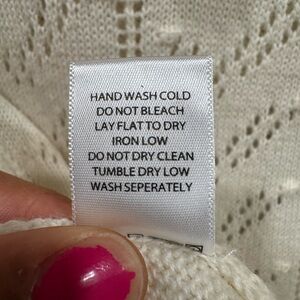 HAND WASH COLD
DO NOT BLEACH
LAY FLAT TO DRY
IRON LOW
DO NOT DRY CLEAN
TUMBLE DRY LOW
WASH SEPERATELY